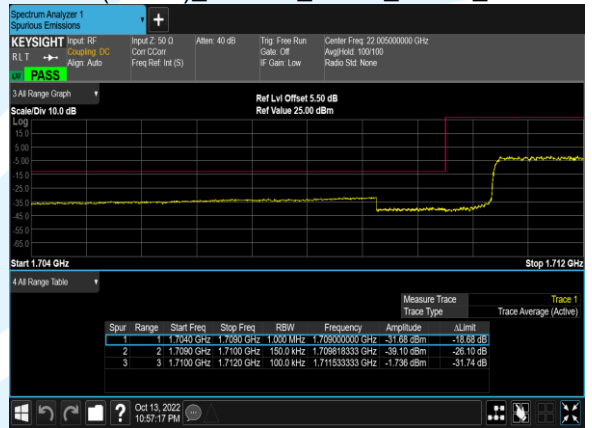 Spectrum Analyzer 1
Spurious Emissions
KEYSIGHT Input: RF Input Z: 50 Ω Atten: 40 dB Trig: Free Run Center Freq: 22.005000000 GHz
RLT Coupling: DC Corr CCorr Gate: Off Avg|Hold: 100/100
Align: Auto Freq Ref: Int (S) IF Gain: Low Radio Std: None
LXI PASS
3 All Range Graph
Ref Lvl Offset 5.50 dB
Scale/Div 10.0 dB Ref Value 25.00 dBm
Log
15.0
5.00
-5.00
-15.0
-25.0
-35.0
-45.0
-55.0
-65.0
Start 1.704 GHz Stop 1.712 GHz
4 All Range Table
Measure Trace Trace 1
Trace Type Trace Average (Active)
Spur Range Start Freq Stop Freq RBW Frequency Amplitude ΔLimit
1 1 1.7040 GHz 1.7090 GHz 1.000 MHz 1.709000000 GHz -31.68 dBm -18.68 dB
2 2 1.7090 GHz 1.7100 GHz 150.0 kHz 1.709818333 GHz -39.10 dBm -26.10 dB
3 3 1.7100 GHz 1.7120 GHz 100.0 kHz 1.711533333 GHz -1.736 dBm -31.74 dB
? Oct 13, 2022
10:57:17 PM